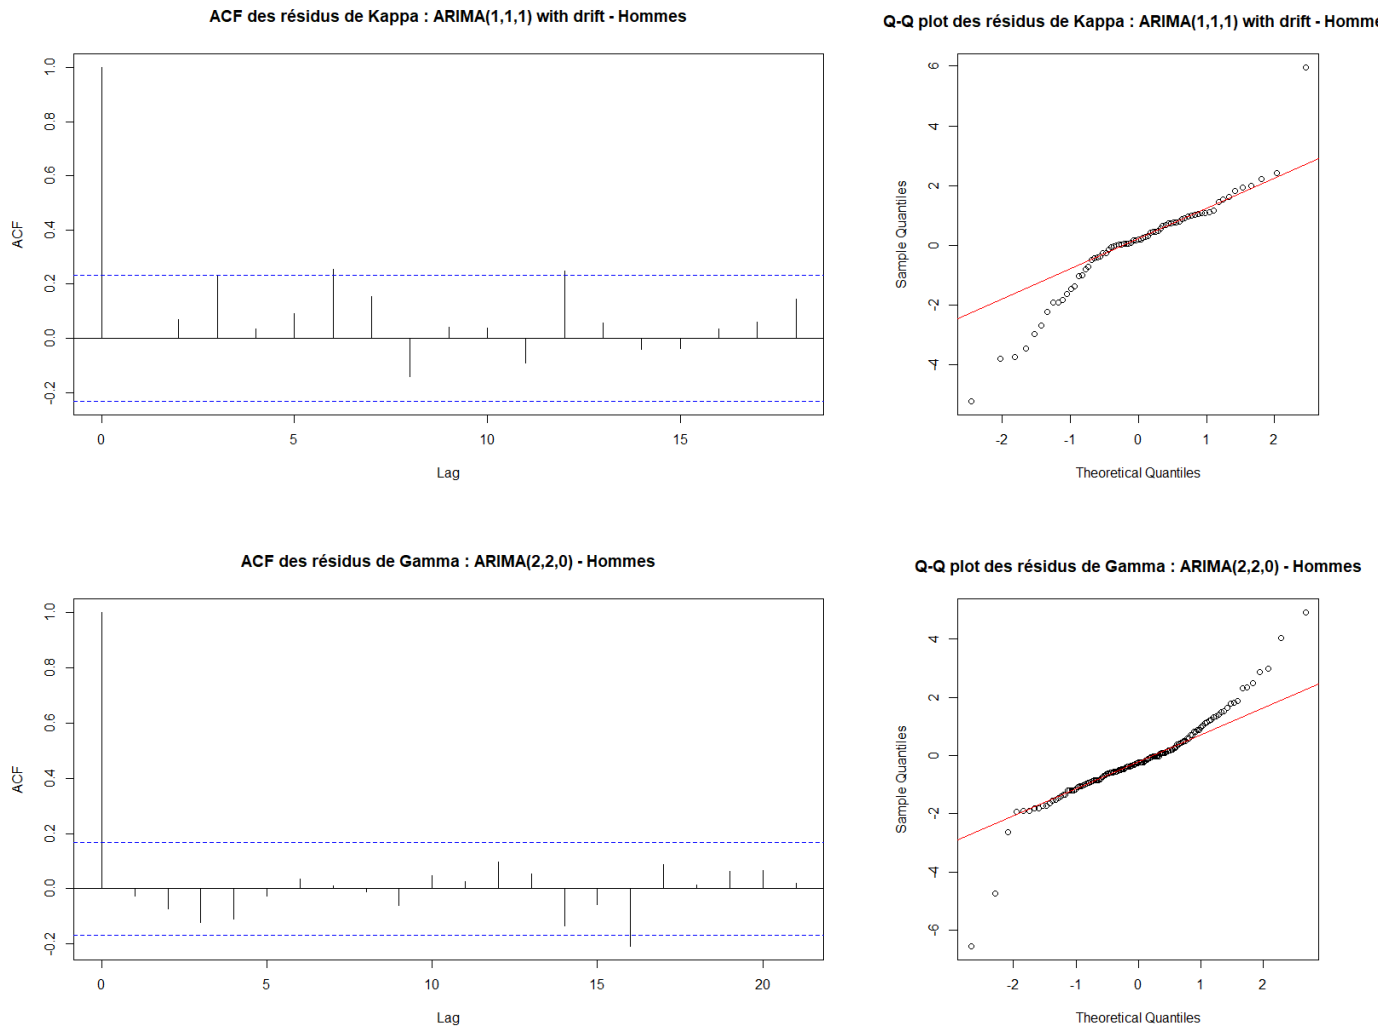 ACF des résidus de Kappa : ARIMA(1,1,1) with drift - Hommes
ACF
1.0
0.8
0.6
0.4
0.2
0.0
-0.2
0 5 10 15
Lag
Q-Q plot des résidus de Kappa : ARIMA(1,1,1) with drift - Homme
Sample Quantiles
6
4
2
0
-2
-4
-2 -1 0 1 2
Theoretical Quantiles
ACF des résidus de Gamma : ARIMA(2,2,0) - Hommes
ACF
1.0
0.8
0.6
0.4
0.2
0.0
-0.2
0 5 10 15 20
Lag
Q-Q plot des résidus de Gamma : ARIMA(2,2,0) - Hommes
Sample Quantiles
4
2
0
-2
-4
-6
-2 -1 0 1 2
Theoretical Quantiles